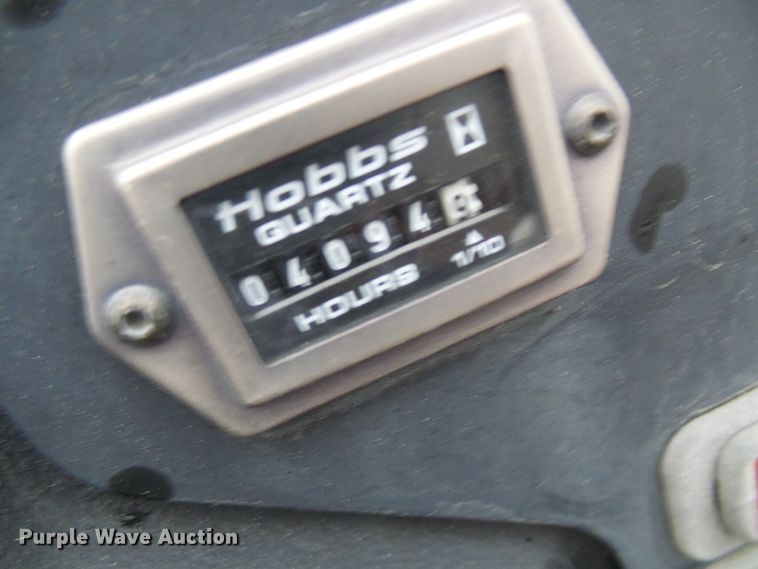 Hobbs
QUARTZ
04094
HOURS 1/10
Purple Wave Auction